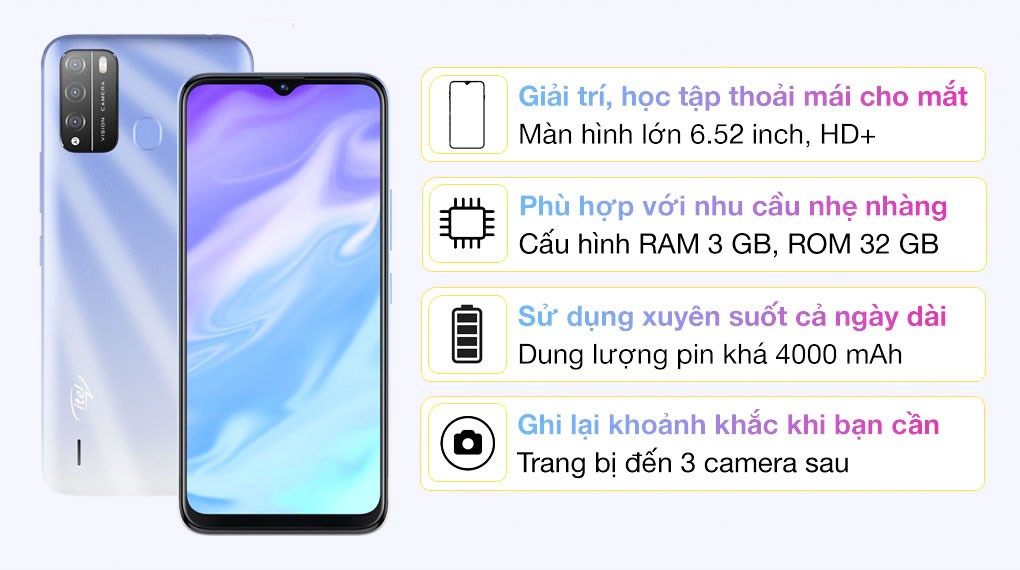 VISION CAMERA
itel
Giải trí, học tập thoải mái cho mắt
Màn hình lớn 6.52 inch, HD+
Phù hợp với nhu cầu nhẹ nhàng
Cấu hình RAM 3 GB, ROM 32 GB
Sử dụng xuyên suốt cả ngày dài
Dung lượng pin khá 4000 mAh
Ghi lại khoảnh khắc khi bạn cần
Trang bị đến 3 camera sau